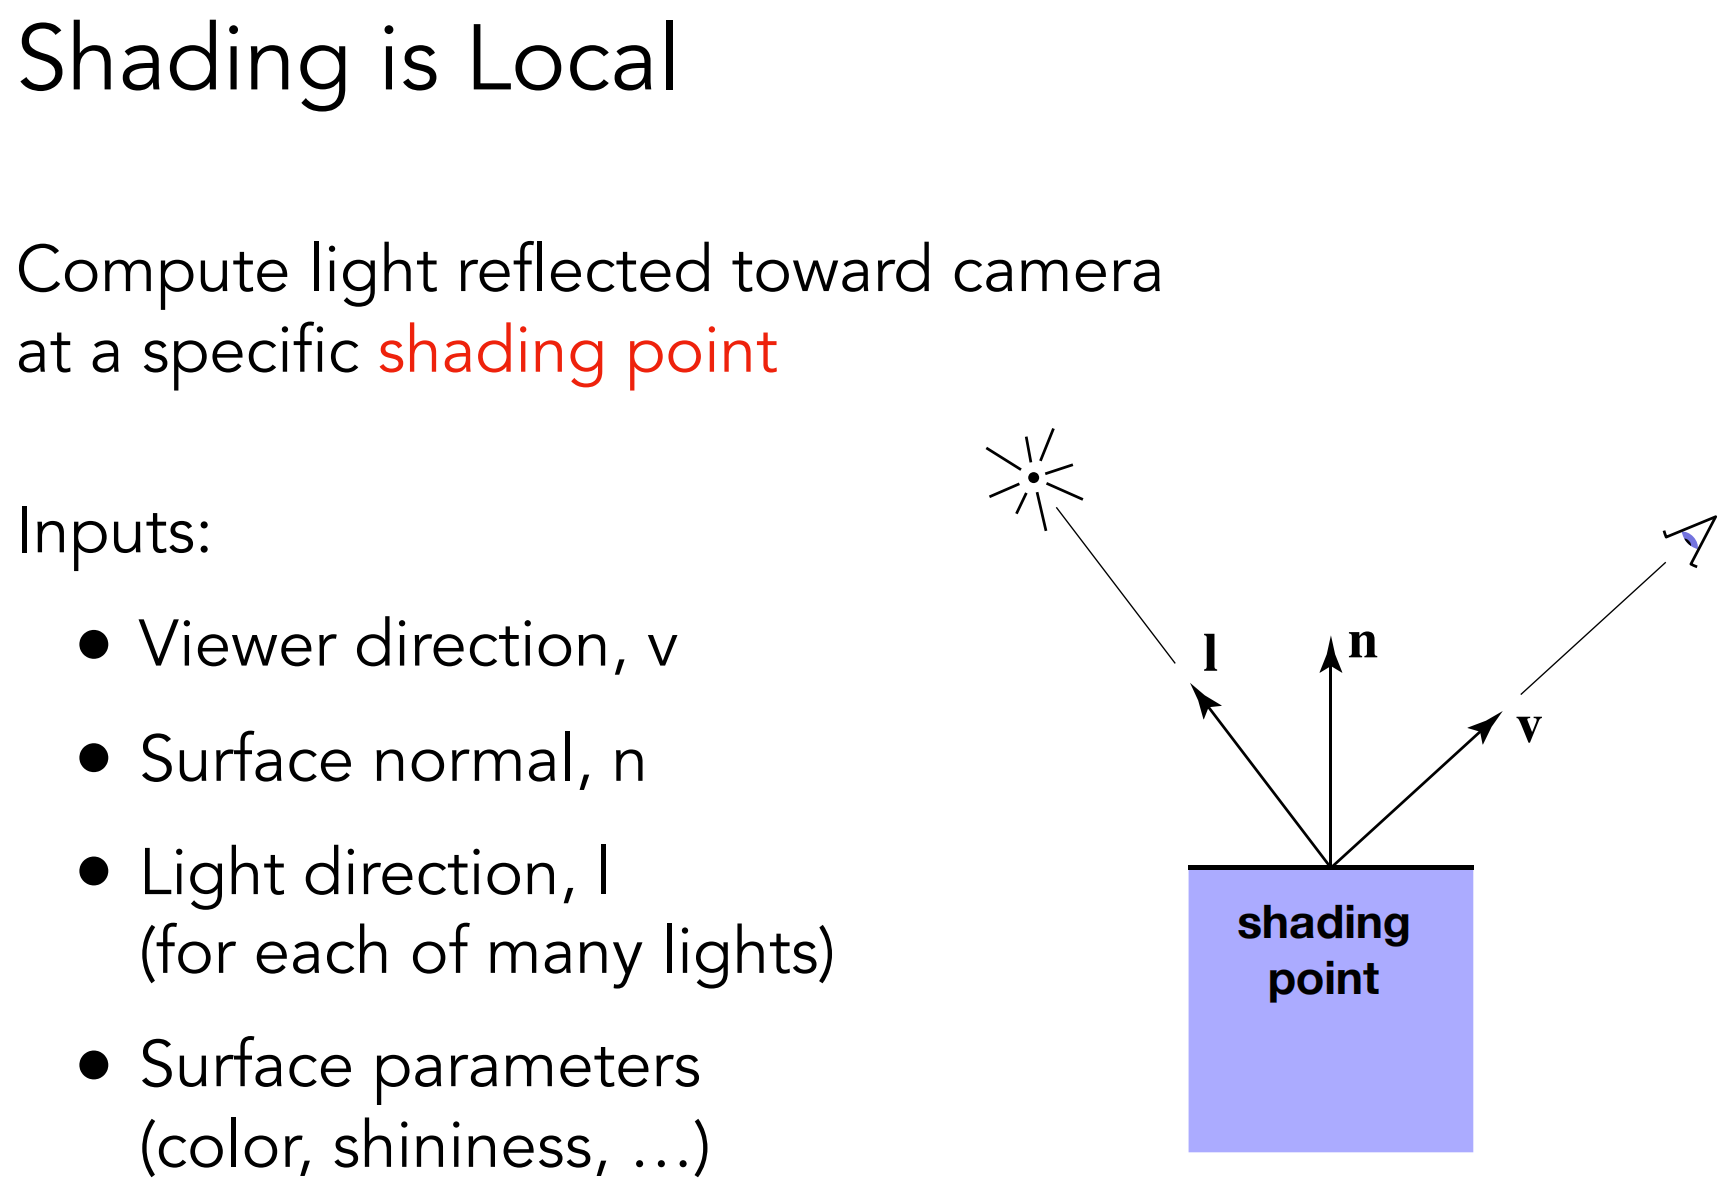 Shading is Local
Compute light reflected toward camera
at a specific shading point
Inputs:
• Viewer direction, v
• Surface normal, n
• Light direction, l
(for each of many lights)
• Surface parameters
(color, shininess, …)
l
n
v
shading
point